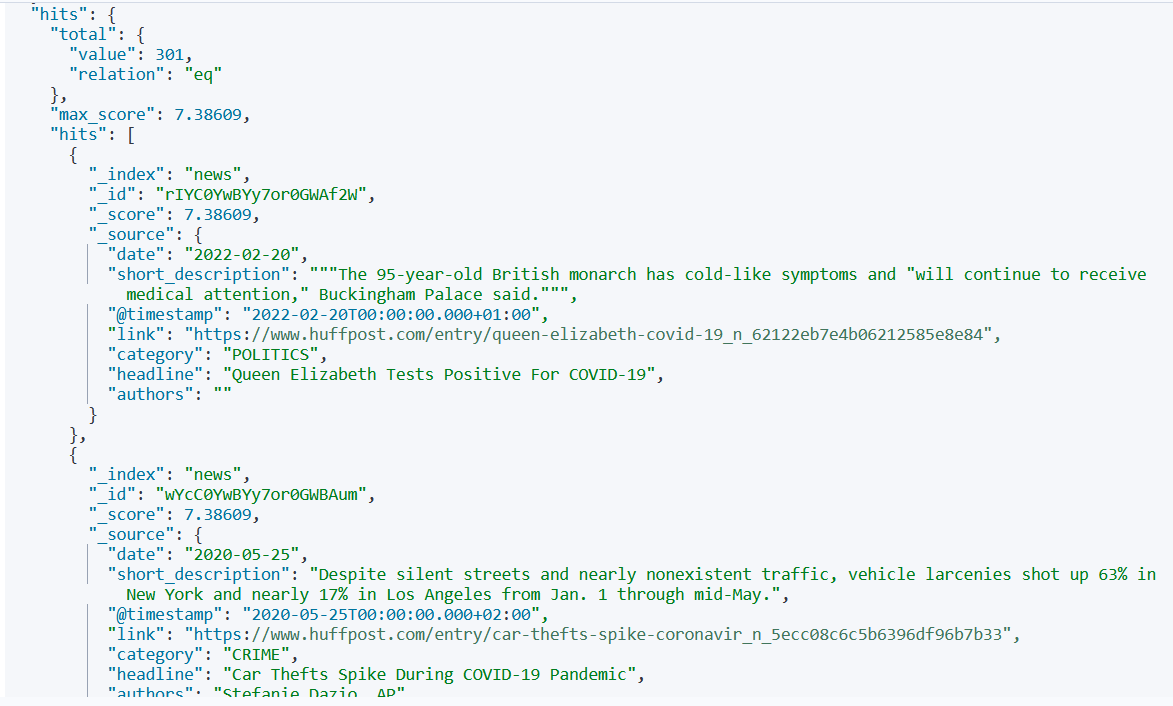 "hits": {
"total": {
"value": 301,
"relation": "eq"
},
"max_score": 7.38609,
"hits": [
{
"_index": "news",
"_id": "rIYC0YwBYy7or0GWAf2W",
"_score": 7.38609,
"_source": {
"date": "2022-02-20",
"short_description": """The 95-year-old British monarch has cold-like symptoms and "will continue to receive
medical attention," Buckingham Palace said.""",
"@timestamp": "2022-02-20T00:00:00.000+01:00",
"link": "https://www.huffpost.com/entry/queen-elizabeth-covid-19_n_62122eb7e4b06212585e8e84",
"category": "POLITICS",
"headline": "Queen Elizabeth Tests Positive For COVID-19",
"authors": ""
}
},
{
"_index": "news",
"_id": "wYcC0YwBYy7or0GWBAum",
"_score": 7.38609,
"_source": {
"date": "2020-05-25",
"short_description": "Despite silent streets and nearly nonexistent traffic, vehicle larcenies shot up 63% in
New York and nearly 17% in Los Angeles from Jan. 1 through mid-May.",
"@timestamp": "2020-05-25T00:00:00.000+02:00",
"link": "https://www.huffpost.com/entry/car-thefts-spike-coronavir_n_5ecc08c6c5b6396df96b7b33",
"category": "CRIME",
"headline": "Car Thefts Spike During COVID-19 Pandemic",
"authors": "Stefanie Dazio, AP"